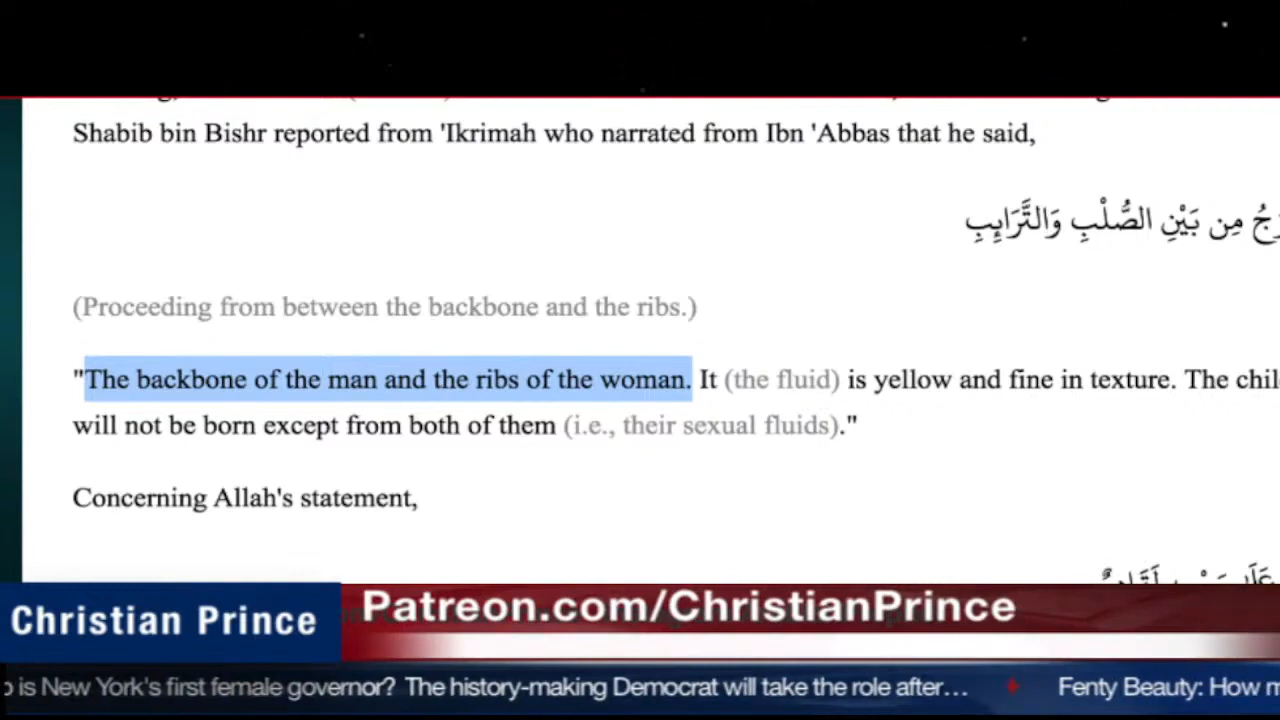 Shabib bin Bishr reported from 'Ikrimah who narrated from Ibn 'Abbas that he said,
مِن بَيْنِ الصُّلْبِ وَالتَّرَايِبِ
(Proceeding from between the backbone and the ribs.)
"The backbone of the man and the ribs of the woman. It (the fluid) is yellow and fine in texture. The
will not be born except from both of them (i.e., their sexual fluids)."
Concerning Allah's statement,
Christian Prince
Patreon.com/ChristianPrince
is New York's first female governor? The history-making Democrat will take the role after… Fenty Beauty: How